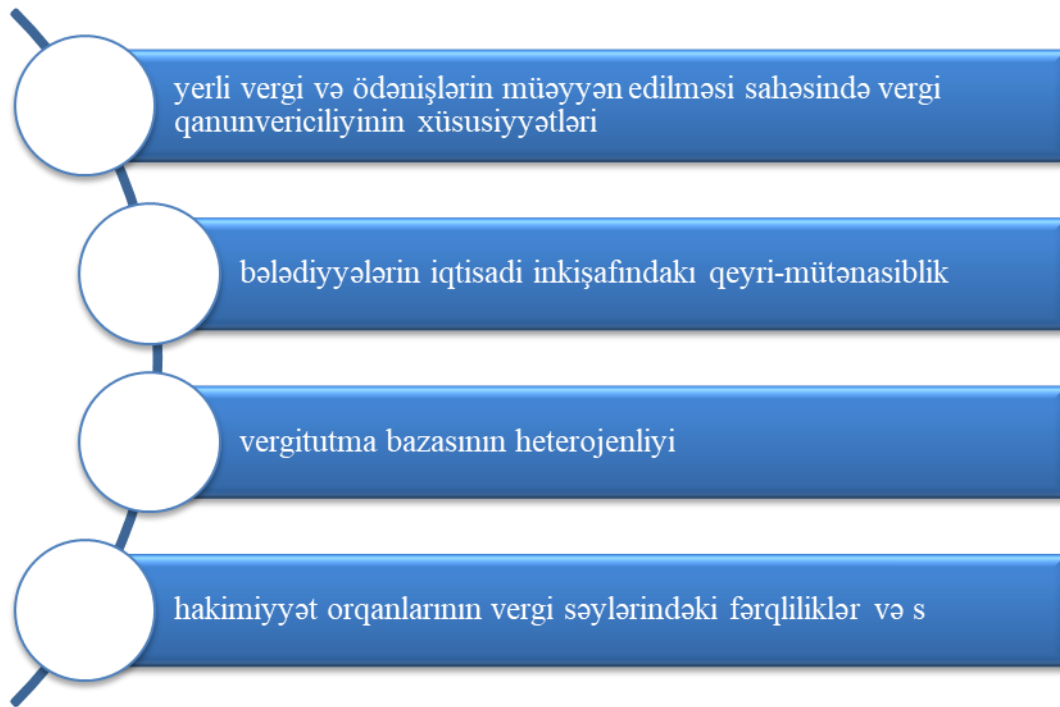 yerli vergi və ödənişlərin müəyyən edilməsi sahəsində vergi
qanunvericiliyinin xüsusiyyətləri
bələdiyyələrin iqtisadi inkişafındakı qeyri-mütənasiblik
vergitutma bazasının heterojenliyi
hakimiyyət orqanlarının vergi səylərindəki fərqliliklər və s